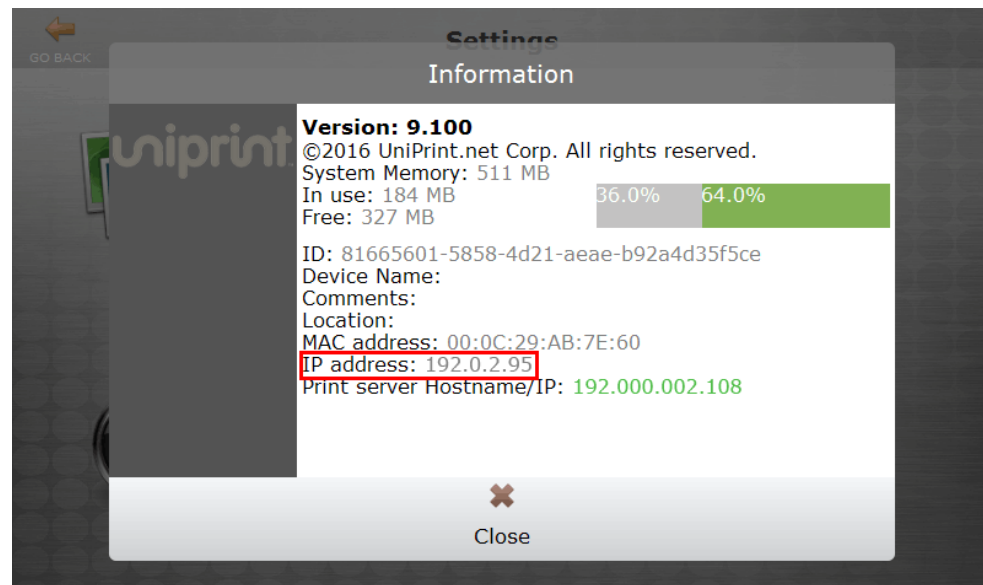 GO BACK
Settings
Information
uniprint
Version: 9.100
©2016 UniPrint.net Corp. All rights reserved.
System Memory: 511 MB
In use: 184 MB
36.0% 64.0%
Free: 327 MB
ID: 81665601-5858-4d21-aeae-b92a4d35f5ce
Device Name:
Comments:
Location:
MAC address: 00:0C:29:AB:7E:60
IP address: 192.0.2.95
Print server Hostname/IP: 192.000.002.108
Close